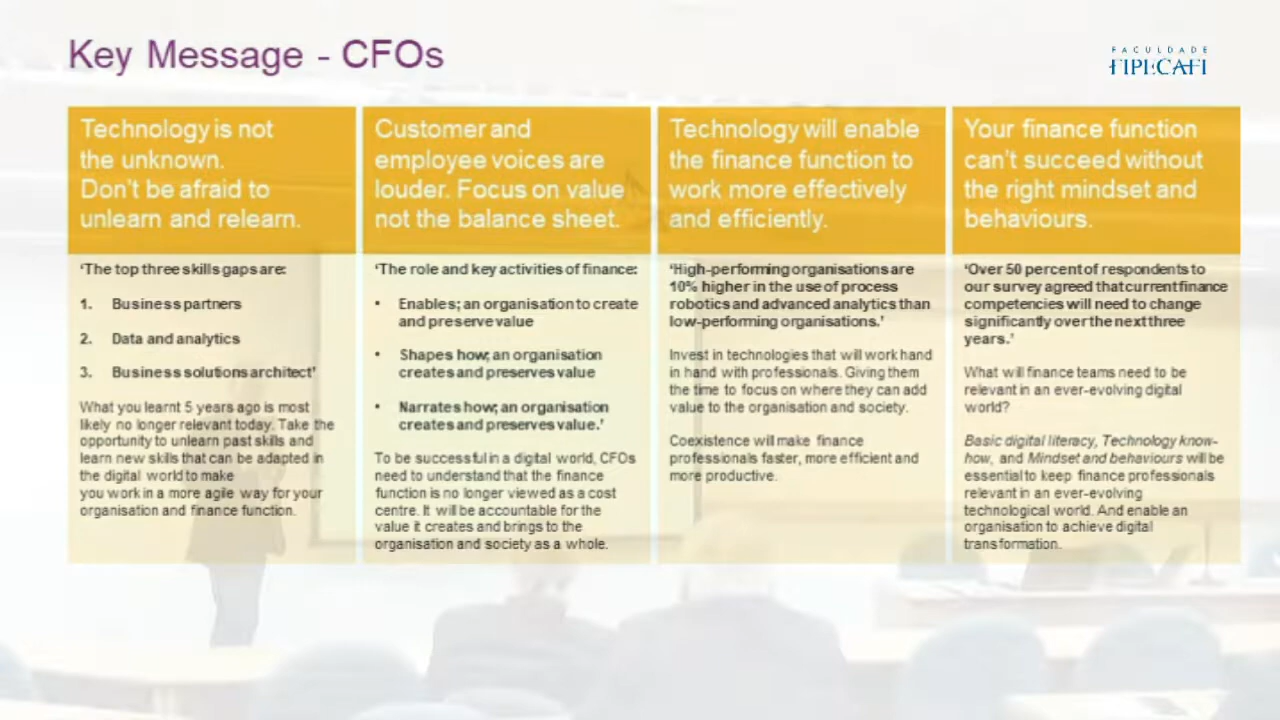 Key Message - CFOs
FACULDADE
FIPECAFI
Technology is not
the unknown.
Don't be afraid to
unlearn and relearn.
'The top three skills gaps are:
1. Business partners
2. Data and analytics
3. Business solutions architect'
What you learnt 5 years ago is most
likely no longer relevant today. Take the
opportunity to unlearn past skills and
learn new skills that can be adapted in
the digital world to make
you work in a more agile way for your
organisation and finance function.
Customer and
employee voices are
louder. Focus on value
not the balance sheet.
'The role and key activities of finance:
• Enables; an organisation to create
and preserve value
• Shapes how; an organisation
creates and preserves value
• Narrates how; an organisation
creates and preserves value.'
To be successful in a digital world, CFOs
need to understand that the finance
function is no longer viewed as a cost
centre. It will be accountable for the
value it creates and brings to the
organisation and society as a whole.
Technology will enable
the finance function to
work more effectively
and efficiently.
'High-performing organisations are
10% higher in the use of process
robotics and advanced analytics than
low-performing organisations.'
Invest in technologies that will work hand
in hand with professionals. Giving them
the time to focus on where they can add
value to the organisation and society.
Coexistence will make finance
professionals faster, more efficient and
more productive.
Your finance function
can't succeed without
the right mindset and
behaviours.
'Over 50 percent of respondents to
our survey agreed that current finance
competencies will need to change
significantly over the next three
years.'
What will finance teams need to be
relevant in an ever-evolving digital
world?
Basic digital literacy, Technology know-
how, and Mindset and behaviours will be
essential to keep finance professionals
relevant in an ever-evolving
technological world. And enable an
organisation to achieve digital
transformation.